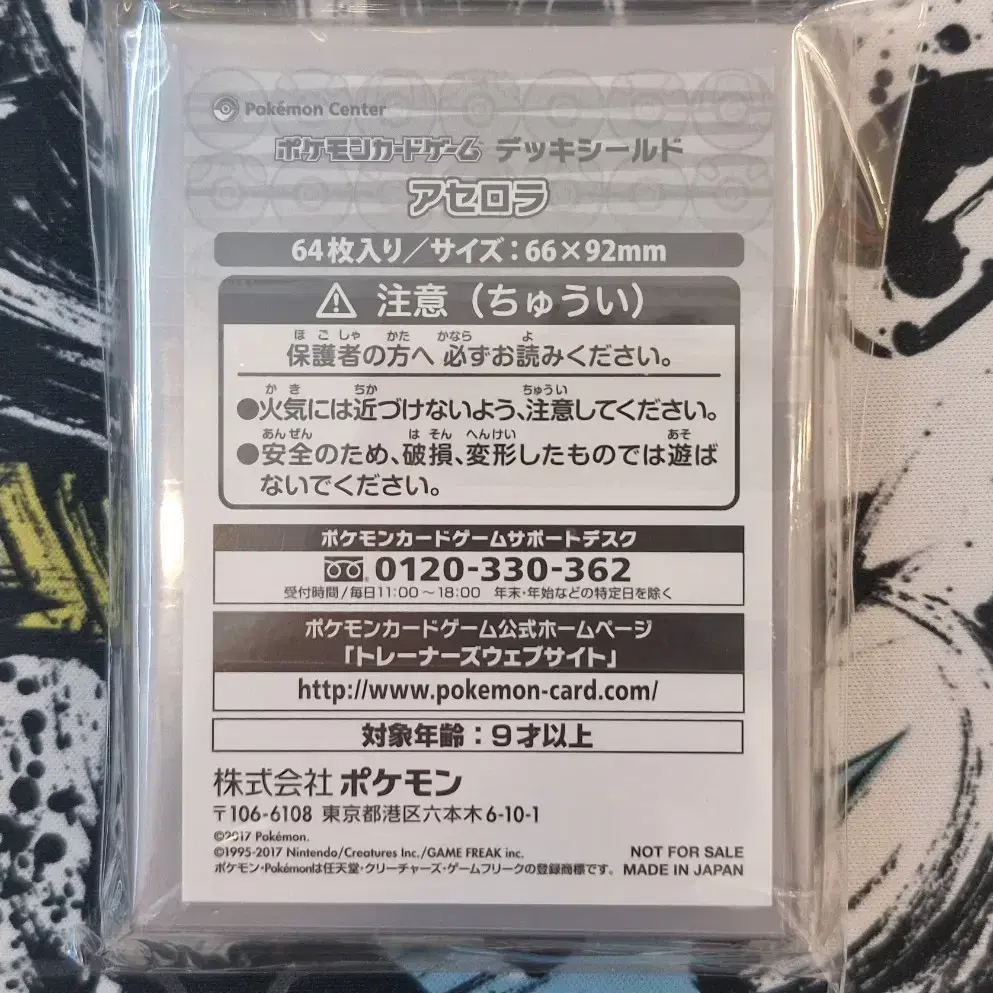 Pokémon Center
ポケモンカードゲーム デッキシールド
アセロラ
64枚入り／サイズ：66×92mm
注意（ちゅうい）
ほごしゃ かた かなら よ
保護者の方へ 必ずお読みください。
かき ちか ちゅうい
●火気には近づけないよう、注意してください。
あんぜん はそん へんけい あそ
●安全のため、破損、変形したものでは遊ば
ないでください。
ポケモンカードゲームサポートデスク
0120-330-362
受付時間/毎日11:00～18:00 年末・年始などの特定日を除く
ポケモンカードゲーム公式ホームページ
「トレーナーズウェブサイト」
http://www.pokemon-card.com/
対象年齢：9才以上
株式会社 ポケモン
〒106-6108 東京都港区六本木6-10-1
©2017 Pokémon.
©1995-2017 Nintendo/Creatures Inc./GAME FREAK inc.
ポケモン・Pokémonは任天堂・クリーチャーズ・ゲームフリークの登録商標です。
NOT FOR SALE
MADE IN JAPAN